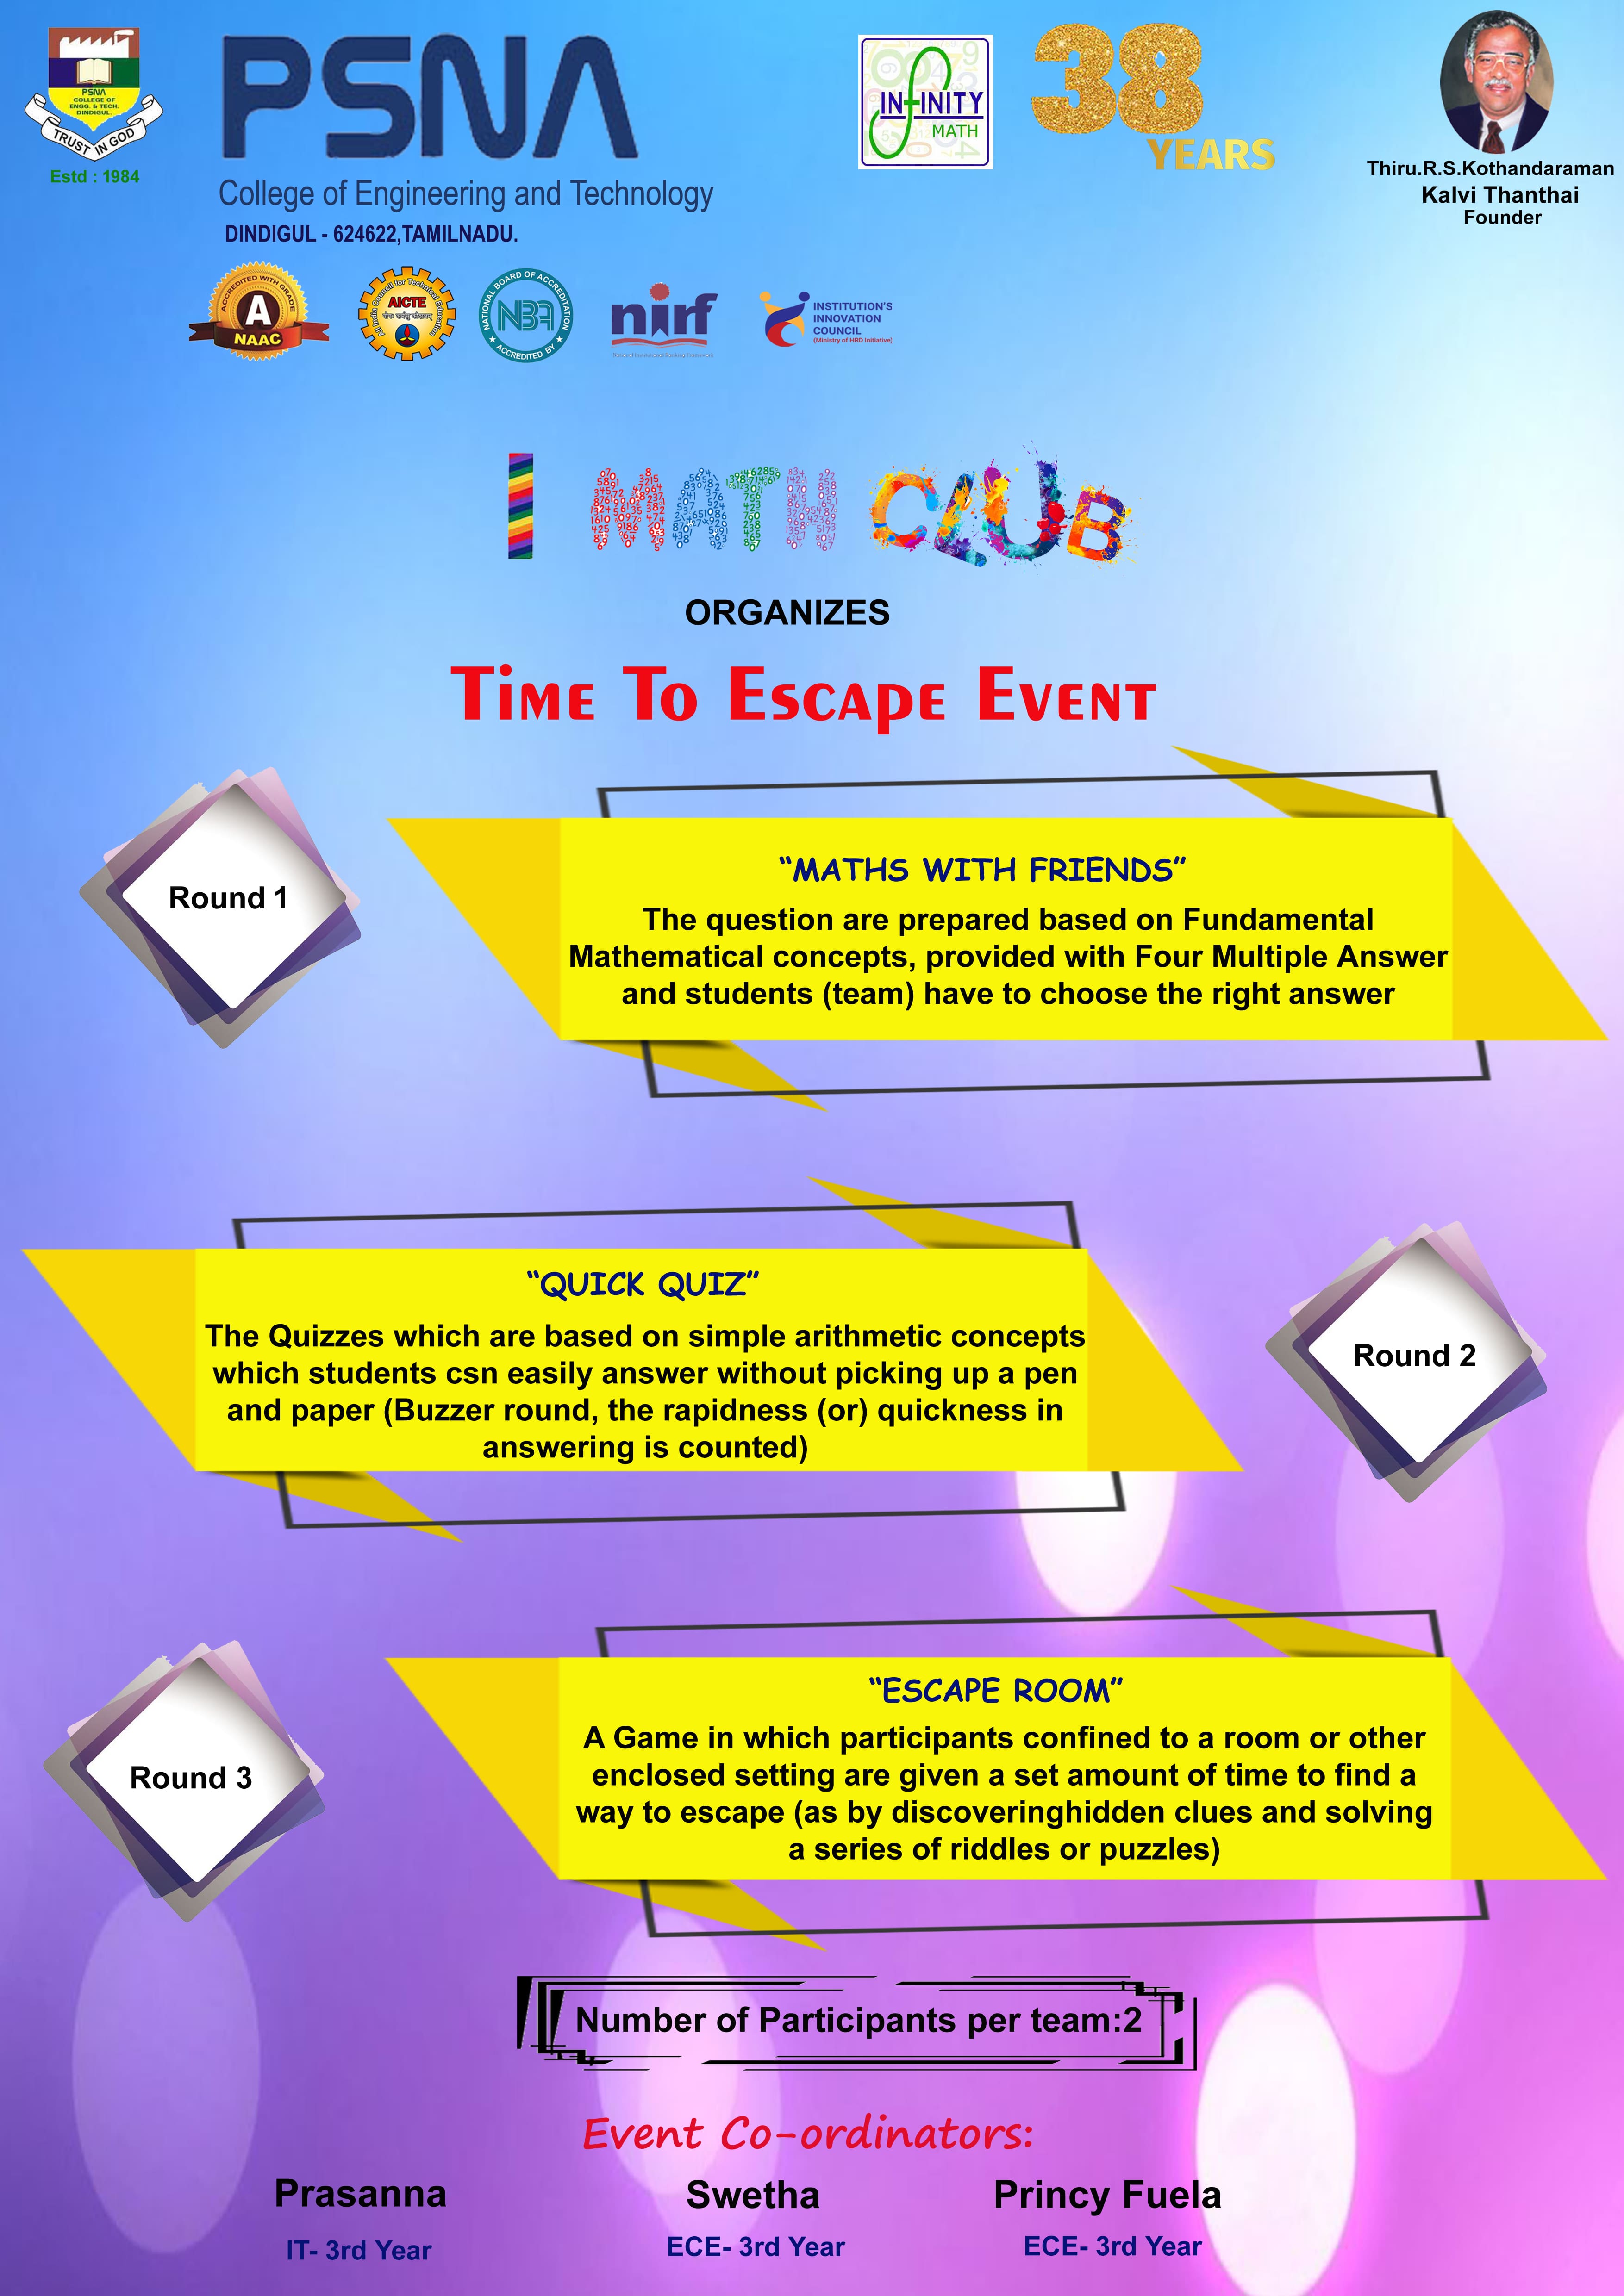 PSNA
COLLEGE OF
ENGG. & TECH.
DINDIGUL.
TRUST IN GOD
Estd : 1984
PSNA
College of Engineering and Technology
DINDIGUL - 624622,TAMILNADU.
INFINITY
MATH
38
YEARS
Thiru.R.S.Kothandaraman
Kalvi Thanthai
Founder
ACCREDITED WITH GRADE
A
NAAC
All India Council for Technical Education
AICTE
NATIONAL BOARD OF ACCREDITATION
NBA
ACCREDITED BY
nirf
INSTITUTION'S
INNOVATION
COUNCIL
(Ministry of HRD Initiative)
I MATH CLUB
ORGANIZES
Time To Escape Event
Round 1
“MATHS WITH FRIENDS”
The question are prepared based on Fundamental
Mathematical concepts, provided with Four Multiple Answer
and students (team) have to choose the right answer
“QUICK QUIZ”
The Quizzes which are based on simple arithmetic concepts
which students csn easily answer without picking up a pen
and paper (Buzzer round, the rapidness (or) quickness in
answering is counted)
Round 2
“ESCAPE ROOM”
A Game in which participants confined to a room or other
enclosed setting are given a set amount of time to find a
way to escape (as by discoveringhidden clues and solving
a series of riddles or puzzles)
Round 3
Number of Participants per team:2
Event Co-ordinators:
Prasanna
Swetha
Princy Fuela
IT- 3rd Year
ECE- 3rd Year
ECE- 3rd Year